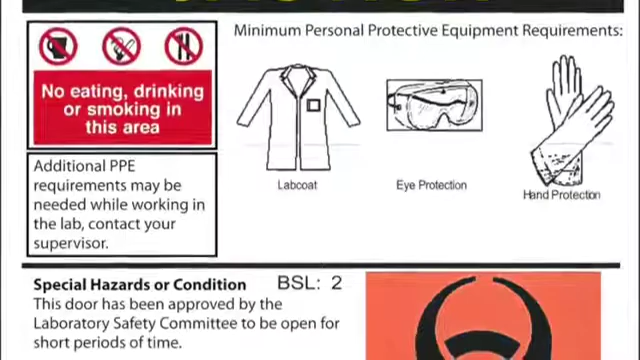 Minimum Personal Protective Equipment Requirements:
No eating, drinking
or smoking in
this area
Labcoat
Eye Protection
Hand Protection
Additional PPE
requirements may be
needed while working in
the lab, contact your
supervisor.
Special Hazards or Condition BSL: 2
This door has been approved by the
Laboratory Safety Committee to be open for
short periods of time.